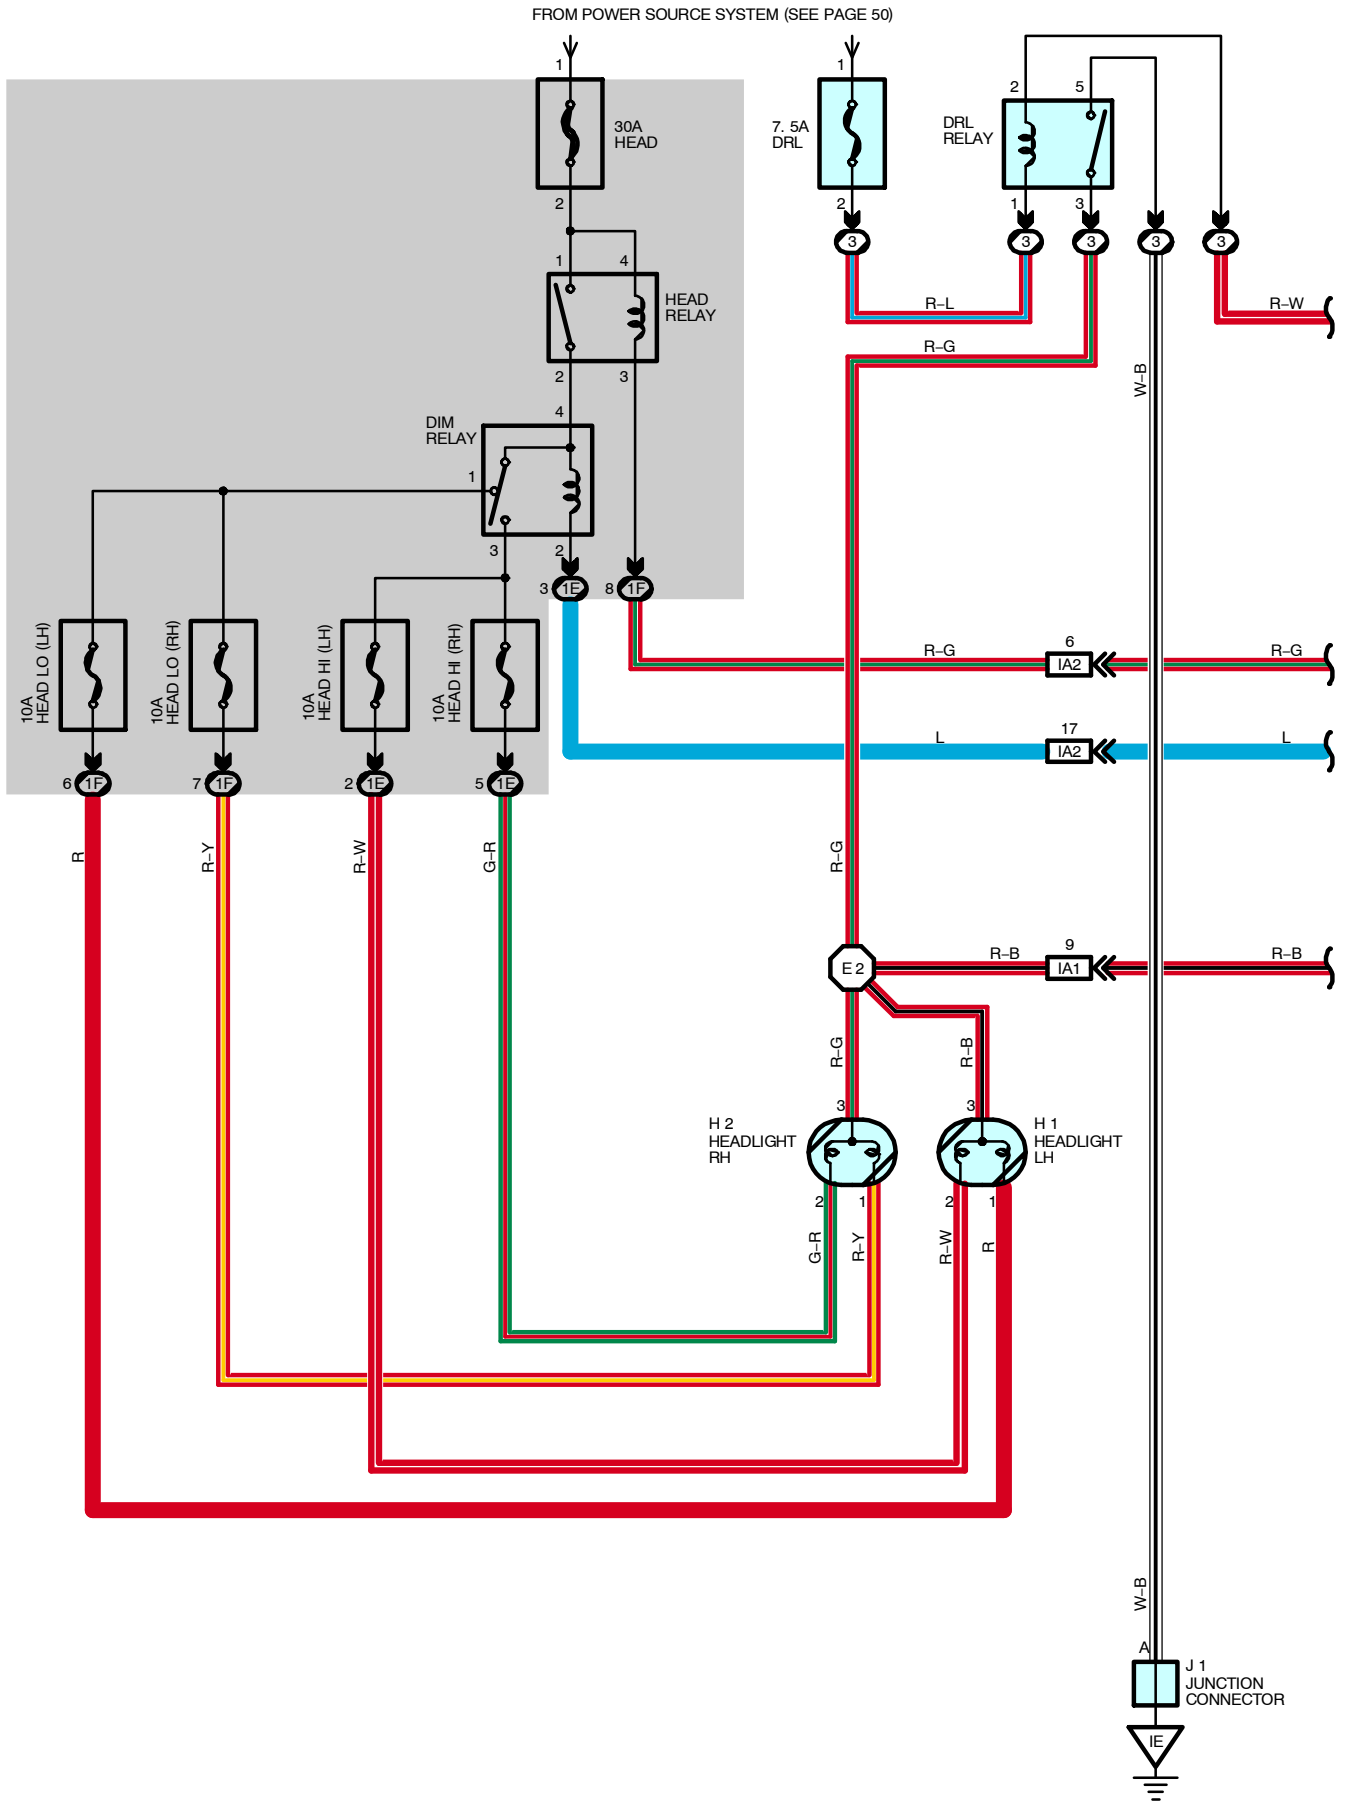 FROM POWER SOURCE SYSTEM (SEE PAGE 50)
1
1
30A
HEAD
7. 5A
DRL
DRL
RELAY
2
5
2
2
1
3
3
3
3
3
3
1
4
HEAD
RELAY
R-L
R-W
R-G
2
3
W-B
4
DIM
RELAY
1
3
2
3
1E
8
1F
10A
HEAD LO (LH)
10A
HEAD LO (RH)
10A
HEAD HI (LH)
10A
HEAD HI (RH)
R-G
6
IA2
R-G
L
17
IA2
L
6
1F
7
1F
2
1E
5
1E
R
R-Y
R-W
G-R
R-G
E 2
R-B
9
IA1
R-B
R-G
R-B
3
3
H 2
HEADLIGHT
RH
H 1
HEADLIGHT
LH
2
1
2
1
G-R
R-Y
R-W
R
W-B
A
J 1
JUNCTION
CONNECTOR
IE